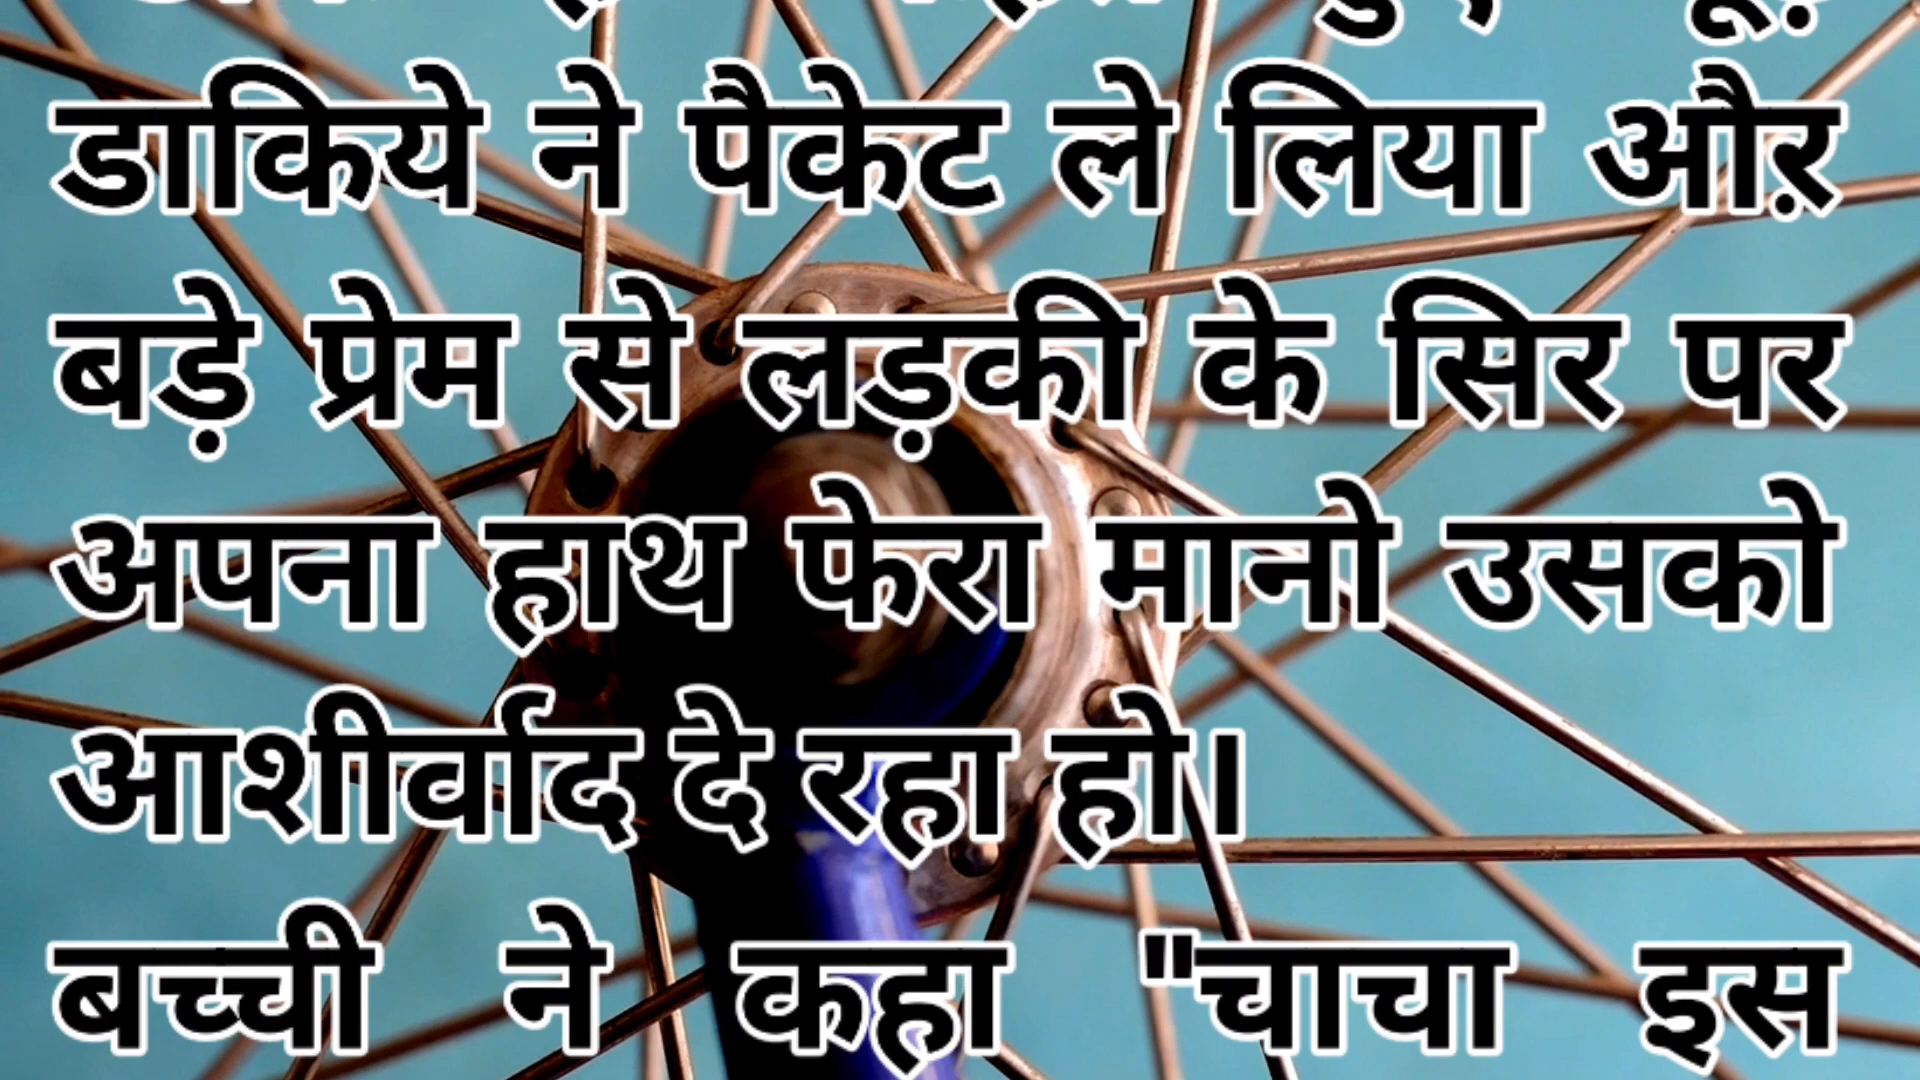 डाकिये ने पैकेट ले लिया और
बड़े प्रेम से लड़की के सिर पर
अपना हाथ फेरा मानो उसको
आशीर्वाद दे रहा हो।
बच्ची ने कहा "चाचा इस